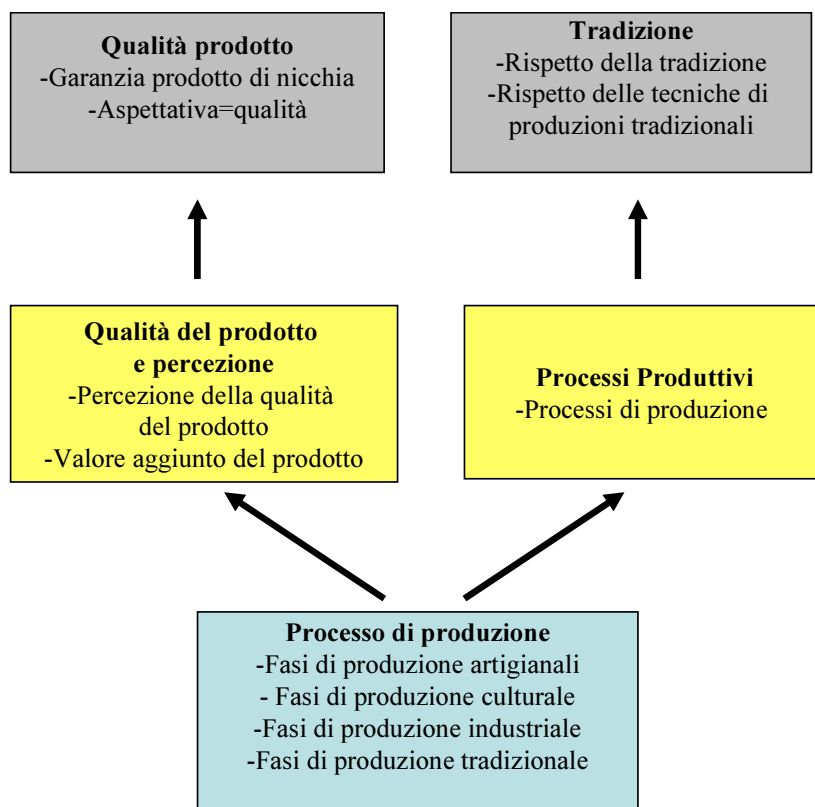 Qualità prodotto
-Garanzia prodotto di nicchia
-Aspettativa=qualità
Tradizione
-Rispetto della tradizione
-Rispetto delle tecniche di
produzioni tradizionali
Qualità del prodotto
e percezione
-Percezione della qualità
del prodotto
-Valore aggiunto del prodotto
Processi Produttivi
-Processi di produzione
Processo di produzione
-Fasi di produzione artigianali
- Fasi di produzione culturale
-Fasi di produzione industriale
-Fasi di produzione tradizionale